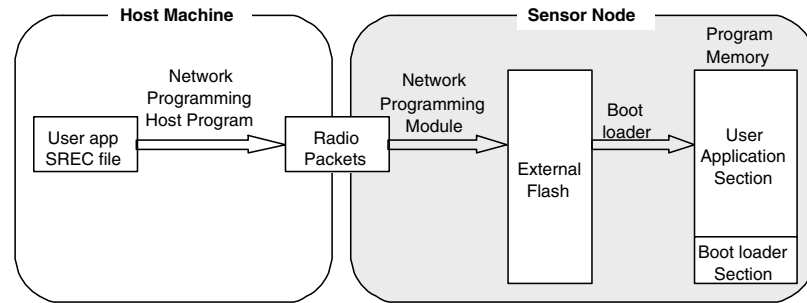 Host Machine
Sensor Node
Program
Memory
Network
Programming
Host Program
Network
Programming
Module
Boot
loader
User app
SREC file
Radio
Packets
External
Flash
User
Application
Section
Boot loader
Section